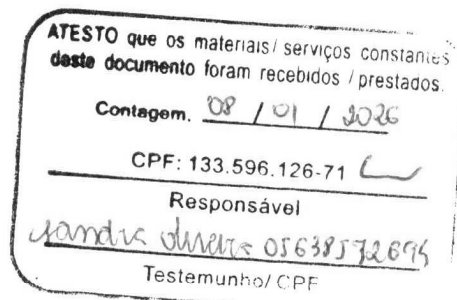 ATESTO que os materiais/ serviços constantes
deste documento foram recebidos / prestados.
Contagem, 08 / 01 / 2026
CPF: 133.596.126-71
Responsável
05638572694
Testemunho/ CPF